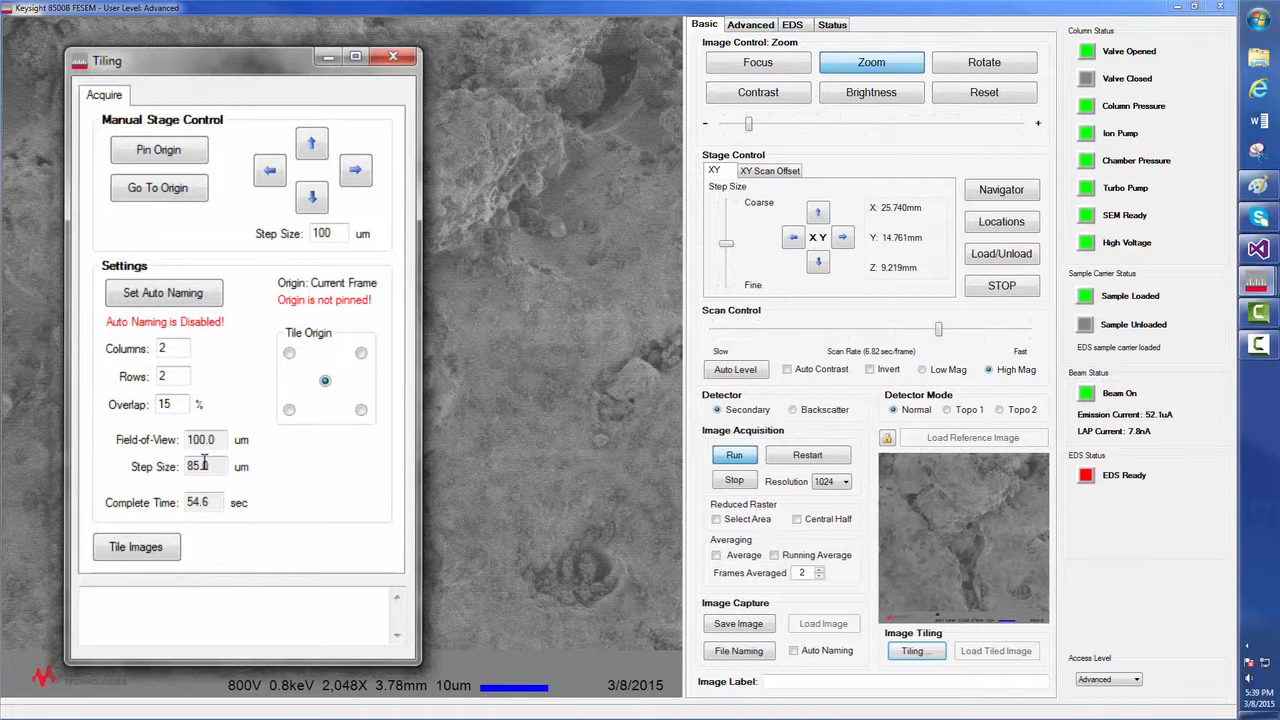 Keysight 8500B FESEM - User Level: Advanced
Tiling
Acquire
Manual Stage Control
Pin Origin
Go To Origin
Step Size: 100 um
Settings
Set Auto Naming
Origin: Current Frame
Origin is not pinned!
Auto Naming is Disabled!
Tile Origin
Columns: 2
Rows: 2
Overlap: 15 %
Field-of-View: 100.0 um
Step Size: 85.0 um
Complete Time: 54.6 sec
Tile Images
TECHNOLOGIES
800V 0.8keV 2,048X 3.78mm 10um 3/8/2015
Basic Advanced EDS Status
Image Control: Zoom
Focus Zoom Rotate
Contrast Brightness Reset
- +
Stage Control
XY XY Scan Offset
Step Size
Coarse
Fine
X Y
X: 25.740mm
Y: 14.761mm
Z: 9.219mm
Navigator
Locations
Load/Unload
STOP
Scan Control
Slow Scan Rate (6.82 sec/frame) Fast
Auto Level Auto Contrast Invert Low Mag High Mag
Detector
Secondary Backscatter
Detector Mode
Normal Topo 1 Topo 2
Image Acquisition
Run Restart
Stop Resolution 1024
Load Reference Image
Reduced Raster
Select Area Central Half
Averaging
Average Running Average
Frames Averaged 2
Image Capture
Save Image Load Image
File Naming Auto Naming
Image Tiling
Tiling ... Load Tiled Image
Image Label:
Column Status
Valve Opened
Valve Closed
Column Pressure
Ion Pump
Chamber Pressure
Turbo Pump
SEM Ready
High Voltage
Sample Carrier Status
Sample Loaded
Sample Unloaded
EDS sample carrier loaded
Beam Status
Beam On
Emission Current: 52.1uA
LAP Current: 7.8nA
EDS Status
EDS Ready
Access Level
Advanced
5:39 PM
3/8/2015